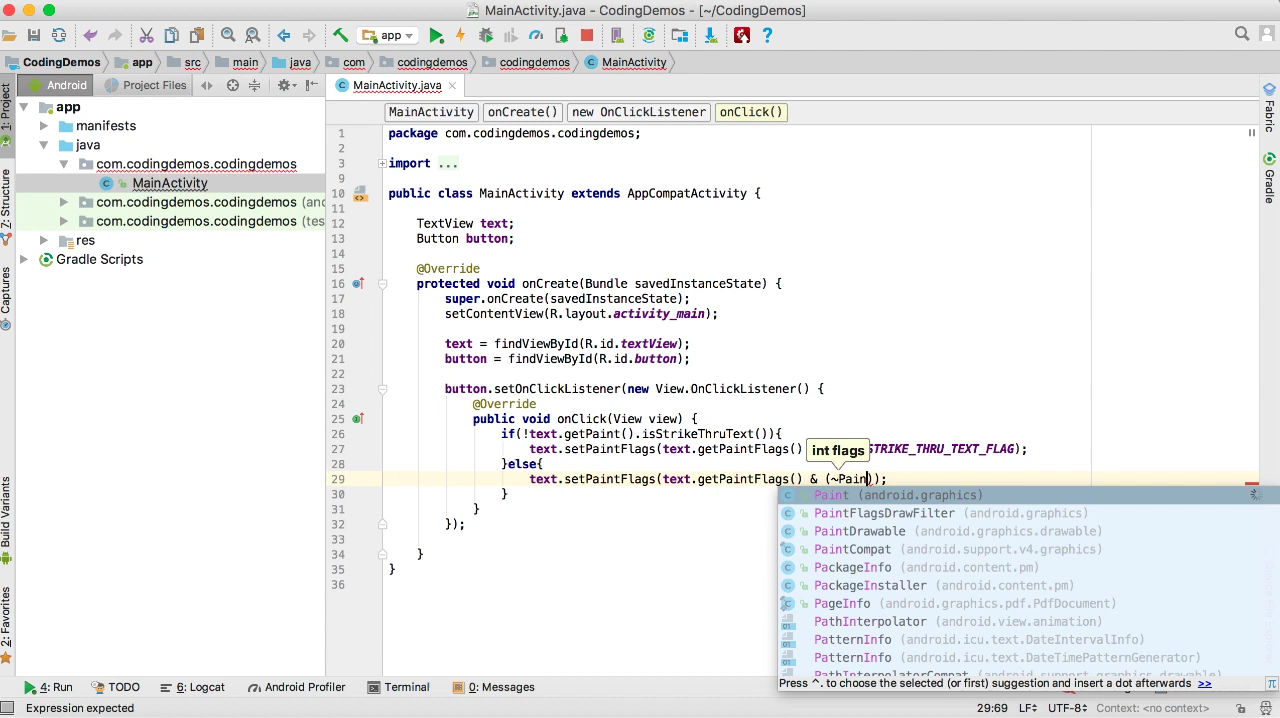 MainActivity.java – CodingDemos – [~/CodingDemos]
app
CodingDemos app src main java com codingdemos codingdemos MainActivity
Android Project Files
MainActivity.java
MainActivity onCreate() new OnClickListener onClick()
1: Project
Z: Structure
Captures
Build Variants
2: Favorites
Fabric
Gradle
app
manifests
java
com.codingdemos.codingdemos
MainActivity
com.codingdemos.codingdemos (and
com.codingdemos.codingdemos (tes
res
Gradle Scripts
1 package com.codingdemos.codingdemos;
2
3 import ...
9
10 public class MainActivity extends AppCompatActivity {
11
12 TextView text;
13 Button button;
14
15 @Override
16 protected void onCreate(Bundle savedInstanceState) {
17 super.onCreate(savedInstanceState);
18 setContentView(R.layout.activity_main);
19
20 text = findViewById(R.id.textView);
21 button = findViewById(R.id.button);
22
23 button.setOnClickListener(new View.OnClickListener() {
24 @Override
25 public void onClick(View view) {
26 if(!text.getPaint().isStrikeThruText()){
27 text.setPaintFlags(text.getPaintFlags() STRIKE_THRU_TEXT_FLAG);
int flags
28 }else{
29 text.setPaintFlags(text.getPaintFlags() & (~Pain));
30 }
31 }
32 });
33
34 }
35 }
36
Paint (android.graphics)
PaintFlagsDrawFilter (android.graphics)
PaintDrawable (android.graphics.drawable)
PaintCompat (android.support.v4.graphics)
PackageInfo (android.content.pm)
PackageInstaller (android.content.pm)
PageInfo (android.graphics.pdf.PdfDocument)
PathInterpolator (android.view.animation)
PatternInfo (android.icu.text.DateIntervalInfo)
PatternInfo (android.icu.text.DateTimePatternGenerator)
PathInterpolatorCompat (android.support.v4.view.animation)
Press ^. to choose the selected (or first) suggestion and insert a dot afterwards >> π
4: Run TODO 6: Logcat Android Profiler Terminal 0: Messages
Expression expected 29:69 LF÷ UTF-8÷ Context: <no context>